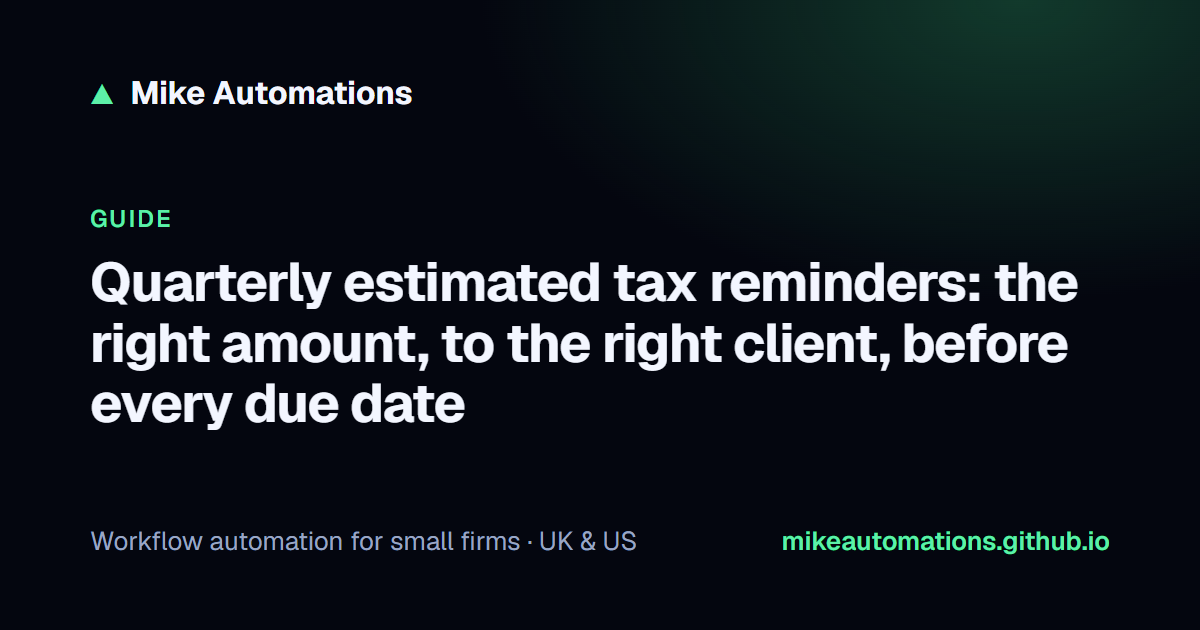 Mike Automations
GUIDE
Quarterly estimated tax reminders: the
right amount, to the right client, before
every due date
Workflow automation for small firms · UK & US
mikeautomations.github.io